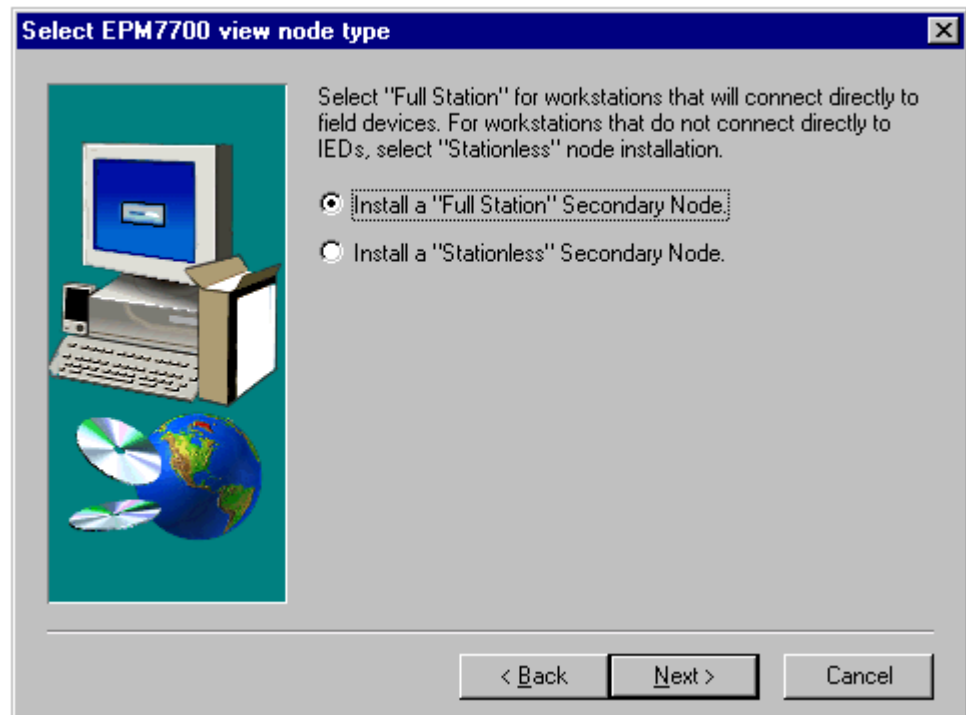 Select EPM7700 view node type
Select "Full Station" for workstations that will connect directly to
field devices. For workstations that do not connect directly to
IEDs, select "Stationless" node installation.
Install a "Full Station" Secondary Node.
Install a "Stationless" Secondary Node.
< Back Next > Cancel